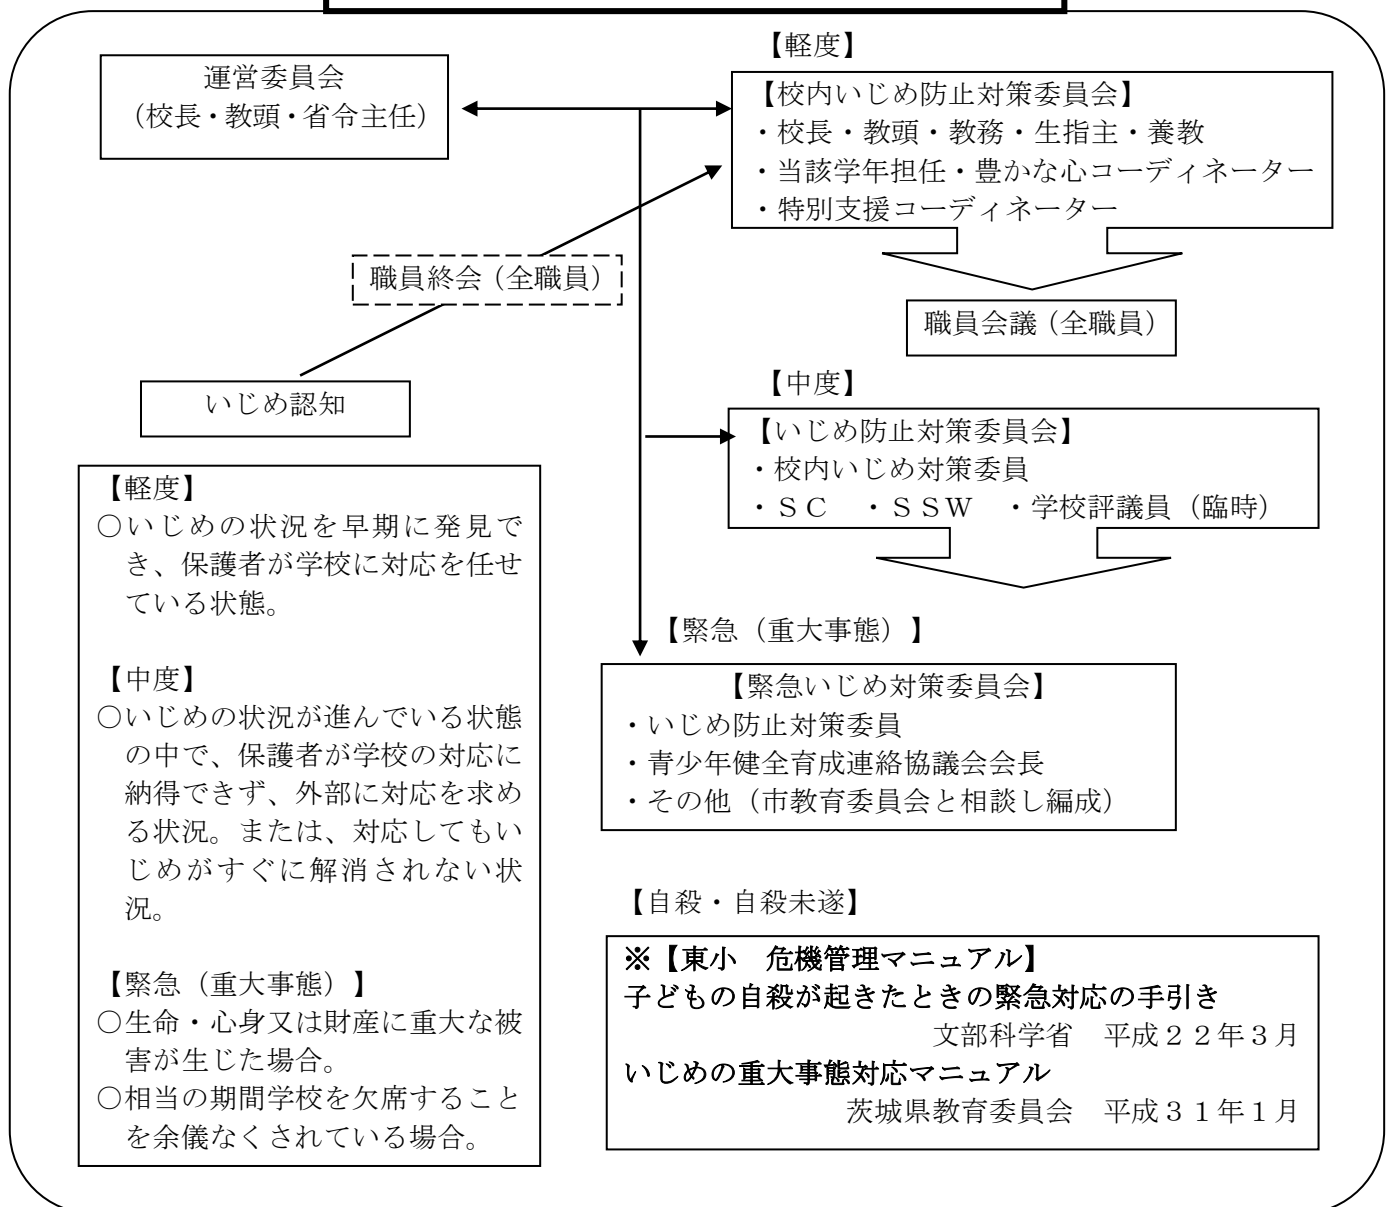 運営委員会
（校長・教頭・省令主任）
【軽度】
【校内いじめ防止対策委員会】
・校長・教頭・教務・生指主・養教
・当該学年担任・豊かな心コーディネーター
・特別支援コーディネーター
職員終会（全職員）
職員会議（全職員）
いじめ認知
【中度】
【いじめ防止対策委員会】
・校内いじめ対策委員
・ＳＣ　・ＳＳＷ　・学校評議員（臨時）
【軽度】
○いじめの状況を早期に発見で
き、保護者が学校に対応を任せ
ている状態。
【中度】
○いじめの状況が進んでいる状態
の中で、保護者が学校の対応に
納得できず、外部に対応を求め
る状況。または、対応してもい
じめがすぐに解消されない状
況。
【緊急（重大事態）】
○生命・心身又は財産に重大な被
害が生じた場合。
○相当の期間学校を欠席すること
を余儀なくされている場合。
【緊急（重大事態）】
【緊急いじめ対策委員会】
・いじめ防止対策委員
・青少年健全育成連絡協議会会長
・その他（市教育委員会と相談し編成）
【自殺・自殺未遂】
※【東小　危機管理マニュアル】
子どもの自殺が起きたときの緊急対応の手引き
文部科学省　平成２２年３月
いじめの重大事態対応マニュアル
茨城県教育委員会　平成３１年１月